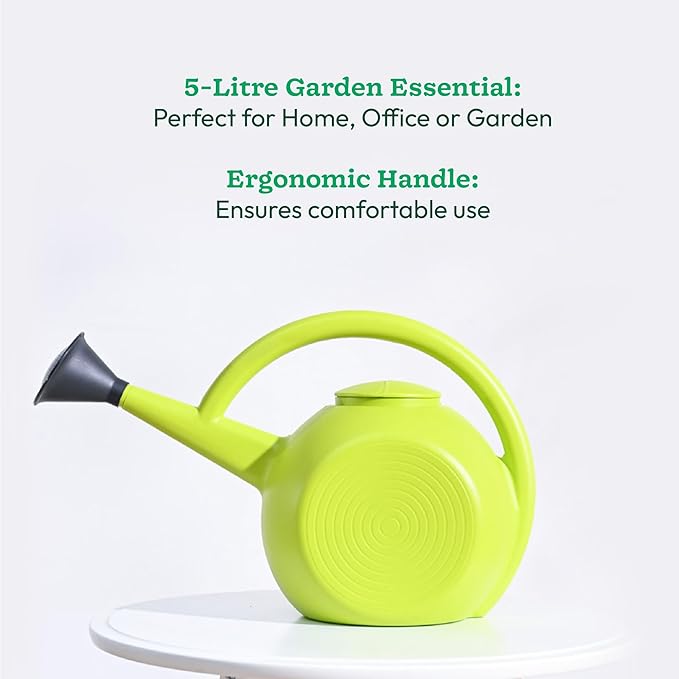 5-Litre Garden Essential:
Perfect for Home, Office or Garden
Ergonomic Handle:
Ensures comfortable use